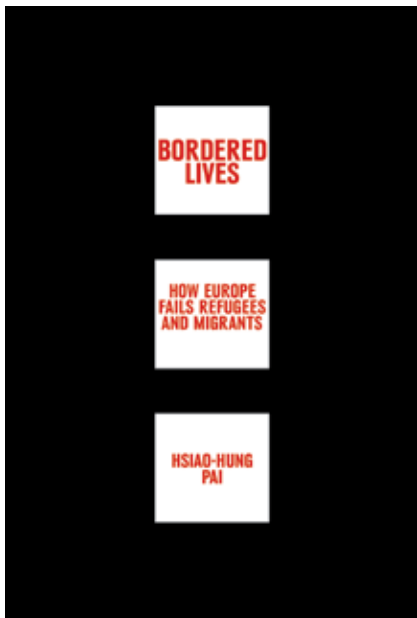 BORDERED
LIVES
HOW EUROPE
FAILS REFUGEES
AND MIGRANTS
HSIAO-HUNG
PAI